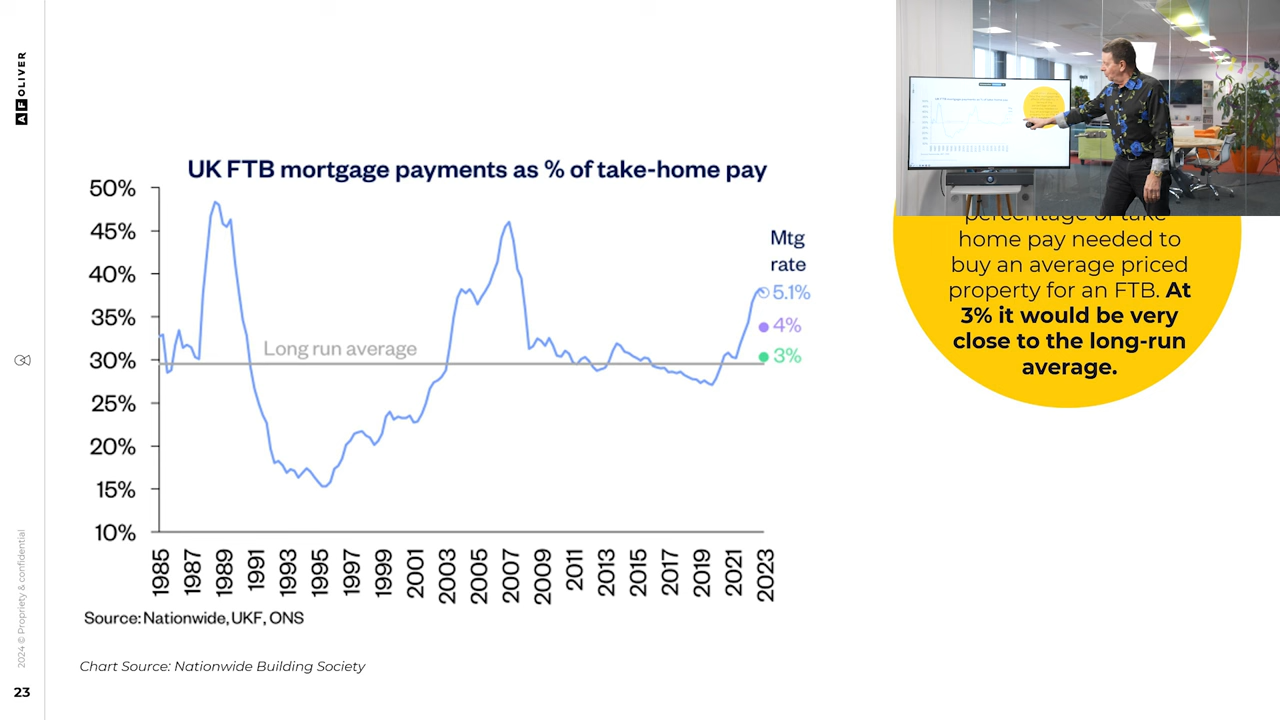 AF OLIVER
2024 © Propriety & confidential
23
UK FTB mortgage payments as % of take-home pay
50%
45%
40%
35%
30%
25%
20%
15%
10%
Long run average
Mtg
rate
5.1%
4%
3%
1985
1987
1989
1991
1993
1995
1997
1999
2001
2003
2005
2007
2009
2011
2013
2015
2017
2019
2021
2023
Source: Nationwide, UKF, ONS
Chart Source: Nationwide Building Society
percentage of take
home pay needed to
buy an average priced
property for an FTB. At
3% it would be very
close to the long-run
average.